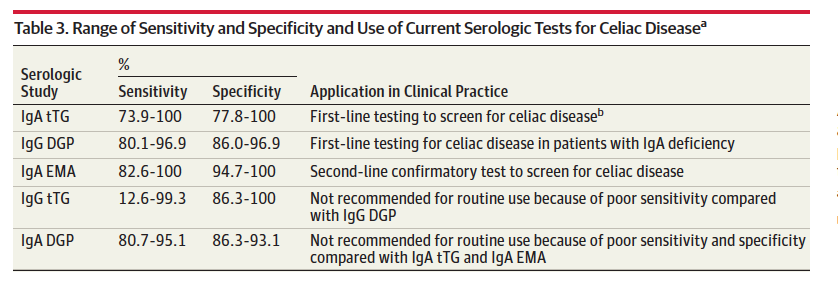 Table 3. Range of Sensitivity and Specificity and Use of Current Serologic Tests for Celiac Diseaseᵃ
%
Serologic
Study Sensitivity Specificity Application in Clinical Practice
IgA tTG 73.9-100 77.8-100 First-line testing to screen for celiac diseaseᵇ
IgG DGP 80.1-96.9 86.0-96.9 First-line testing for celiac disease in patients with IgA deficiency
IgA EMA 82.6-100 94.7-100 Second-line confirmatory test to screen for celiac disease
IgG tTG 12.6-99.3 86.3-100 Not recommended for routine use because of poor sensitivity compared
with IgG DGP
IgA DGP 80.7-95.1 86.3-93.1 Not recommended for routine use because of poor sensitivity and specificity
compared with IgA tTG and IgA EMA